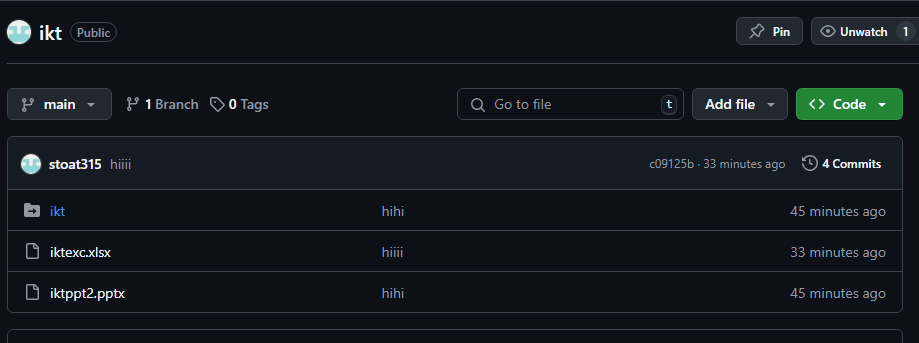 ikt Public Pin Unwatch 1
main 1 Branch 0 Tags Go to file t Add file Code
stoat315 hiiii c09125b · 33 minutes ago 4 Commits
ikt hihi 45 minutes ago
iktexc.xlsx hiiii 33 minutes ago
iktppt2.pptx hihi 45 minutes ago